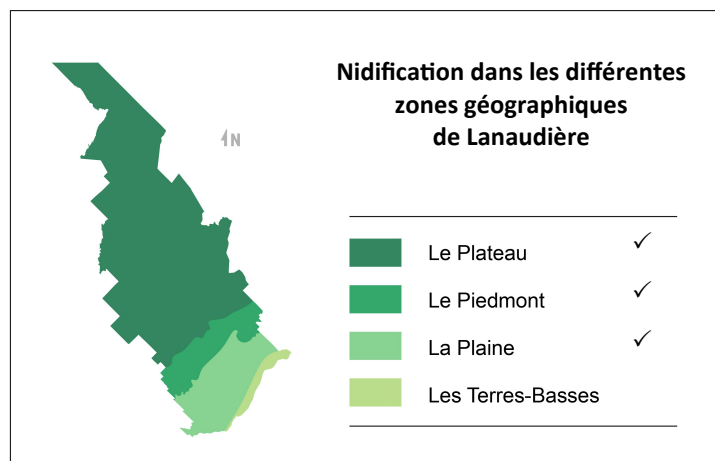 Nidification dans les différentes
zones géographiques
de Lanaudière
N
Le Plateau ✓
Le Piedmont ✓
La Plaine ✓
Les Terres-Basses